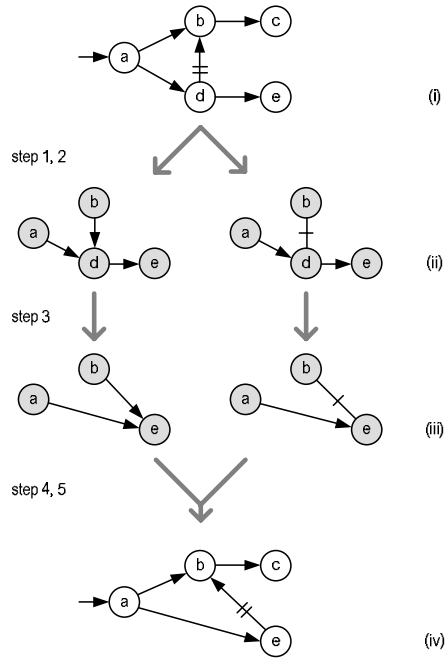 b c
a
d e
(i)
step 1, 2
b b
a a
d e d e
(ii)
step 3
b b
a a
e e
(iii)
step 4, 5
b c
a
e
(iv)